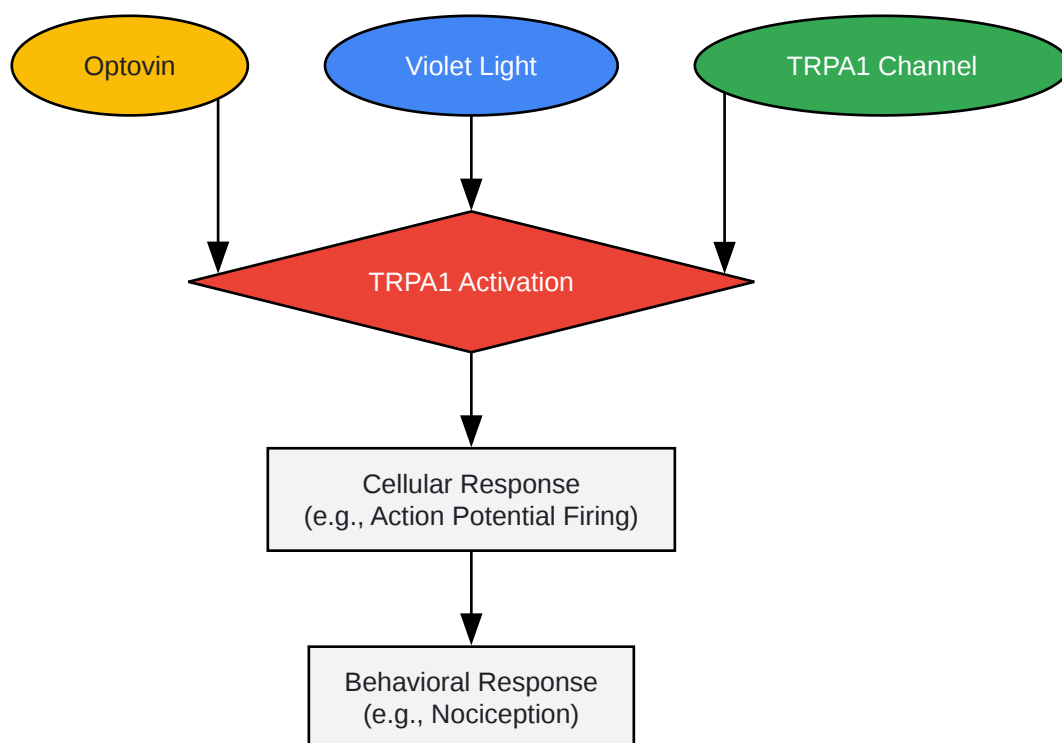 Optovin
Violet Light
TRPA1 Channel
TRPA1 Activation
Cellular Response
(e.g., Action Potential Firing)
Behavioral Response
(e.g., Nociception)